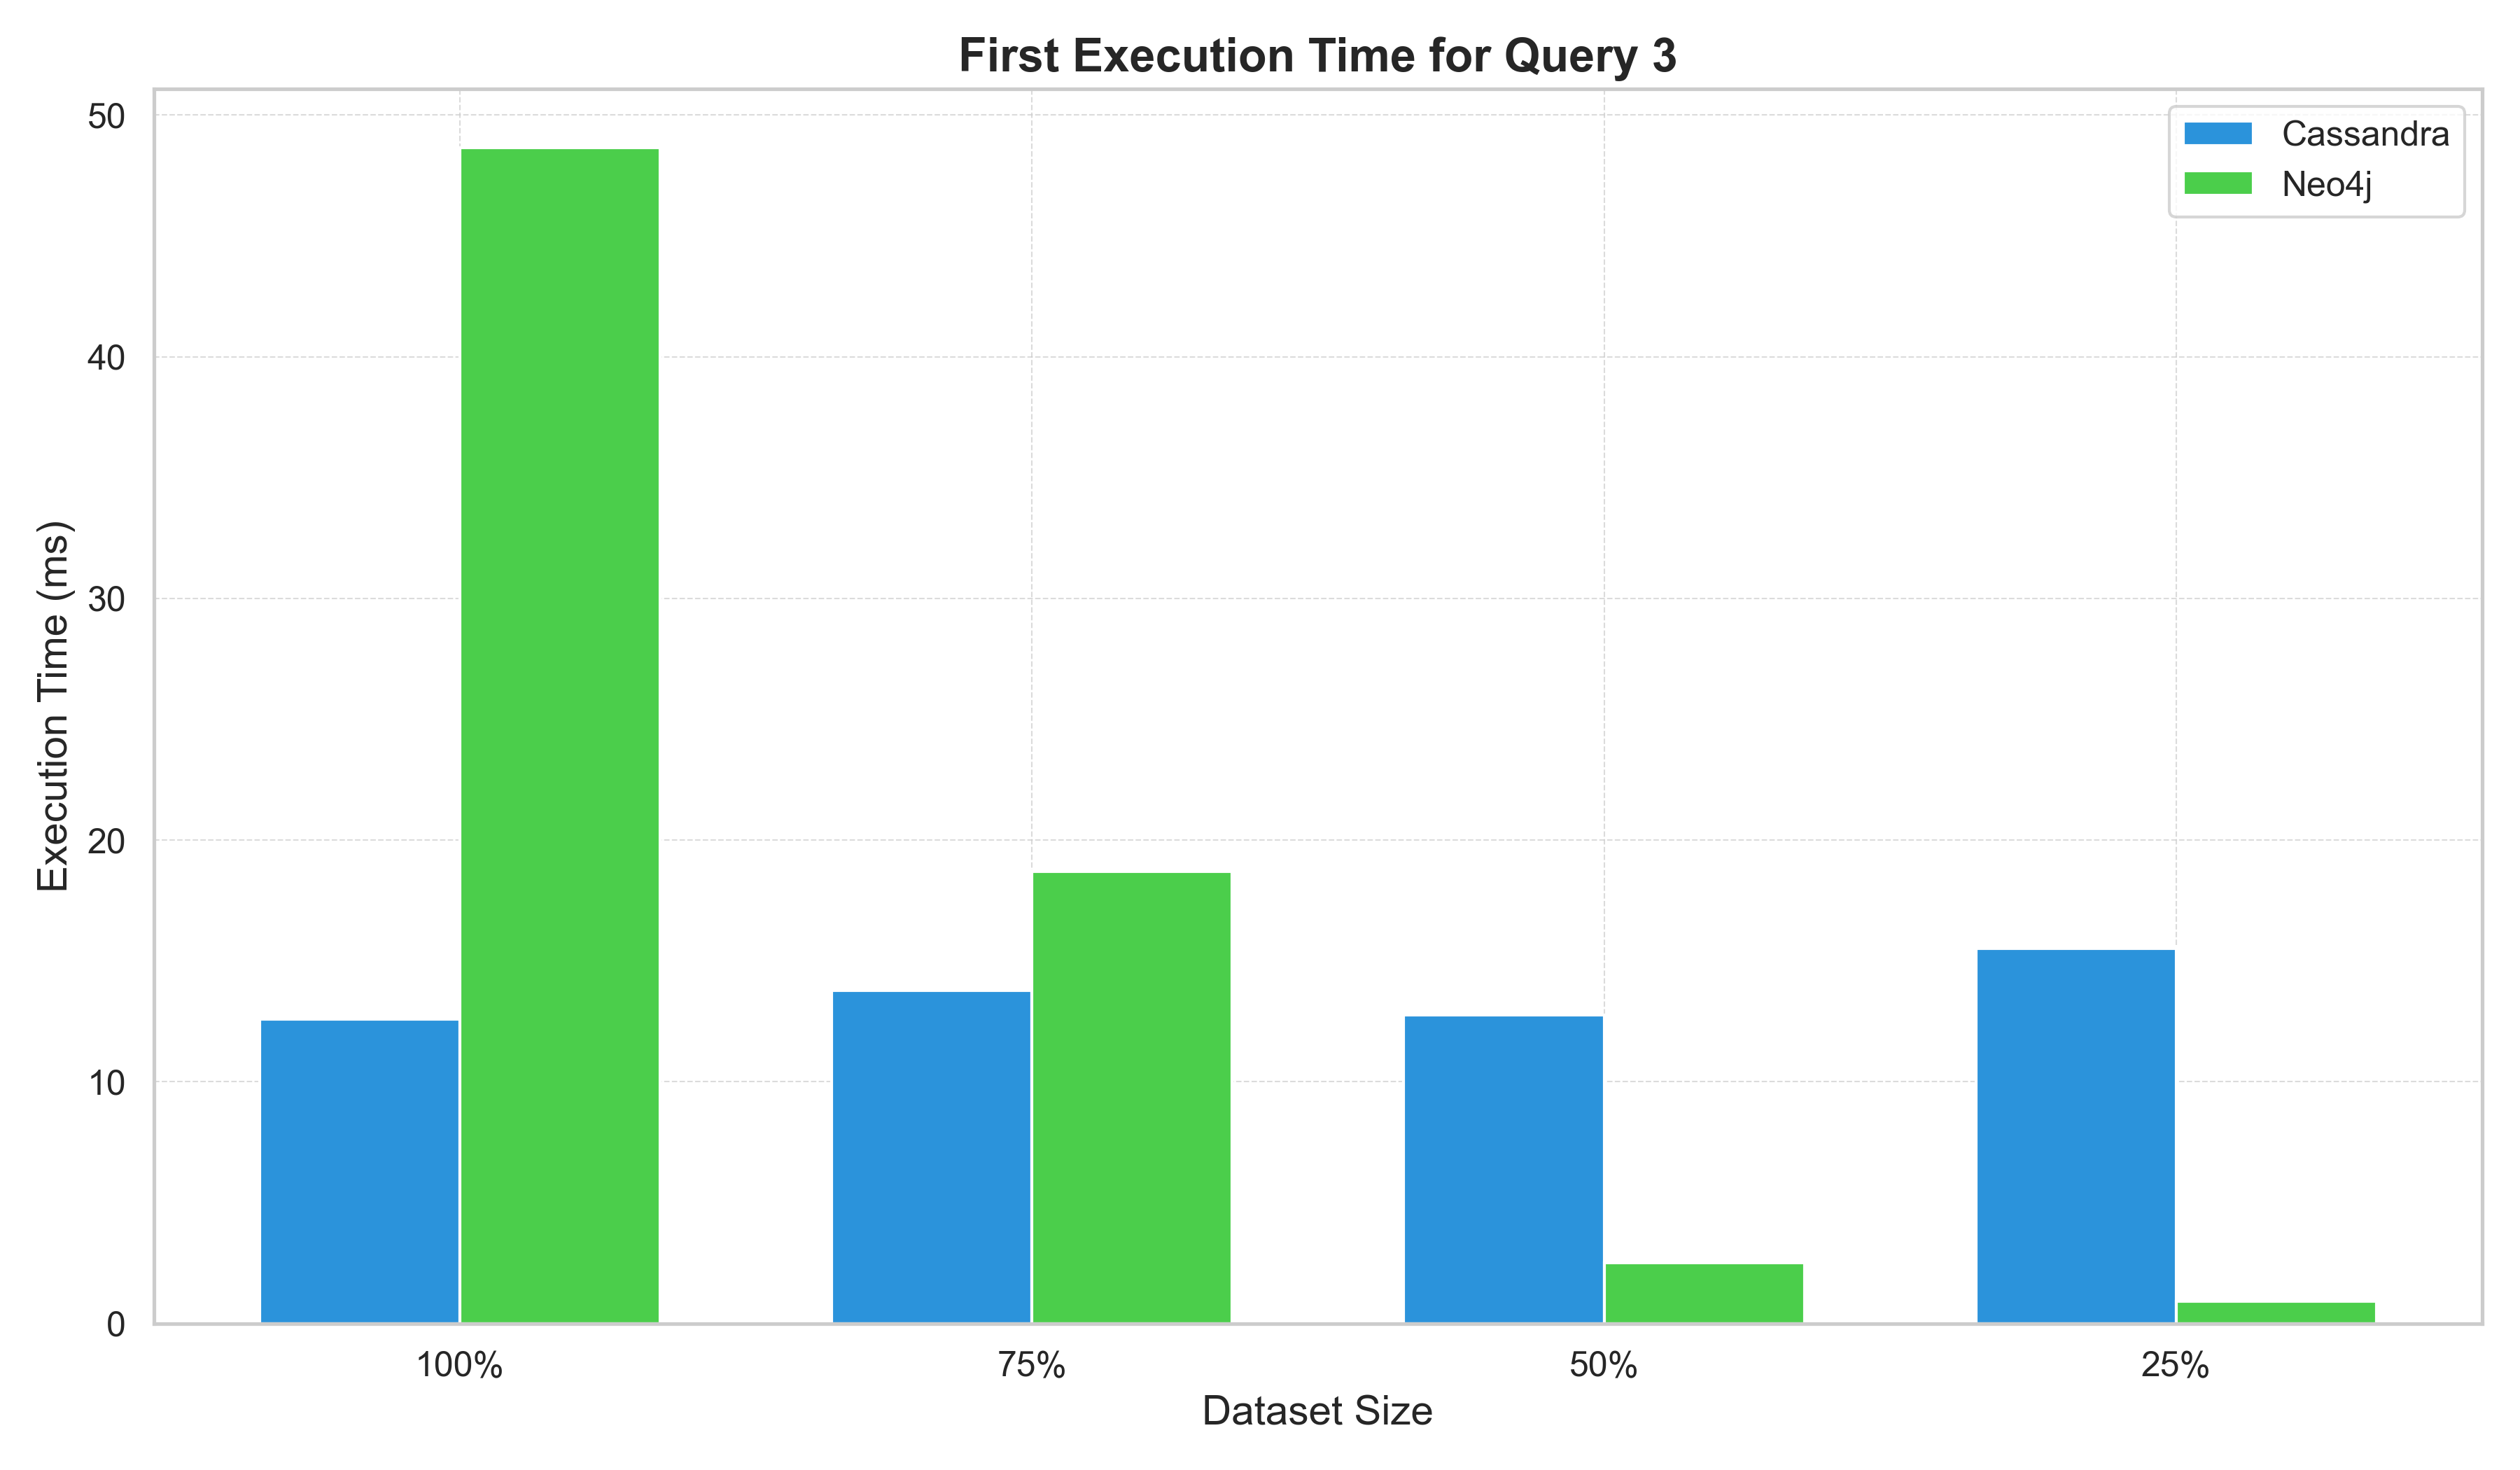 First Execution Time for Query 3
Cassandra
Neo4j
Execution Time (ms)
50
40
30
20
10
0
100% 75% 50% 25%
Dataset Size